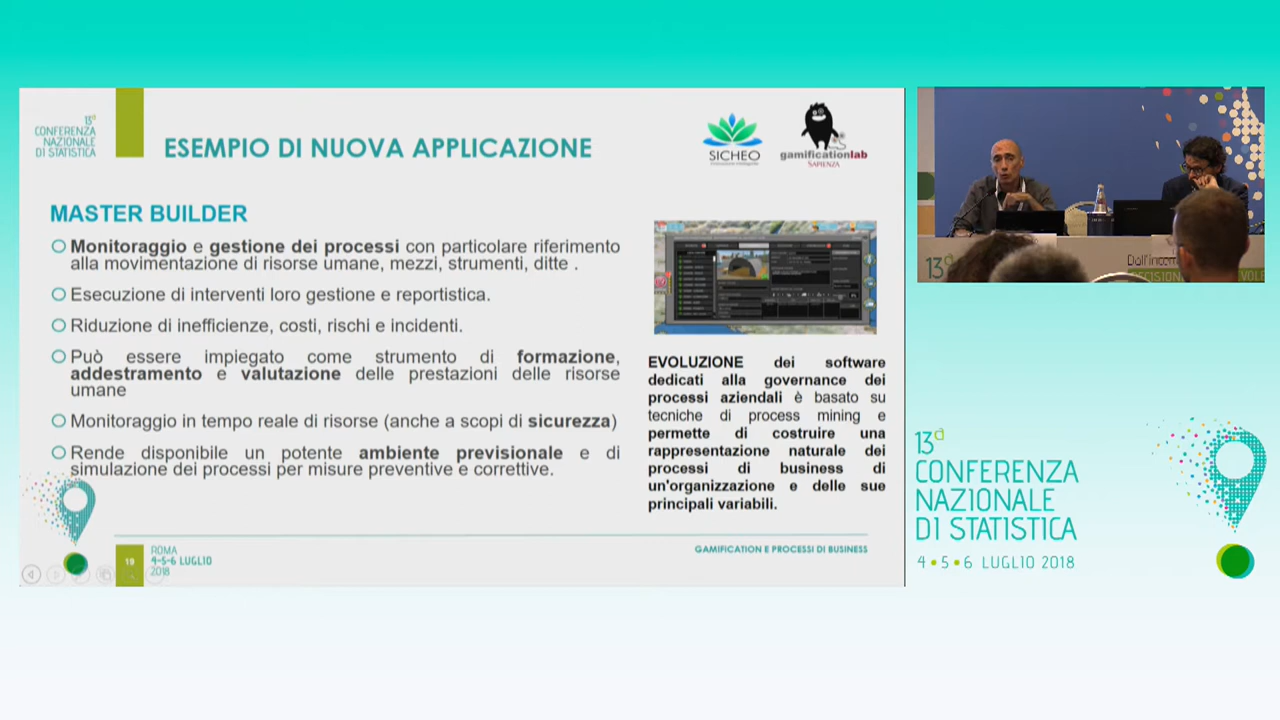 13ª
CONFERENZA
NAZIONALE
DI STATISTICA
ESEMPIO DI NUOVA APPLICAZIONE
SICHEO
gamificationlab
SAPIENZA
MASTER BUILDER
Monitoraggio e gestione dei processi con particolare riferimento
alla movimentazione di risorse umane, mezzi, strumenti, ditte .
Esecuzione di interventi loro gestione e reportistica.
Riduzione di inefficienze, costi, rischi e incidenti.
Può essere impiegato come strumento di formazione,
addestramento e valutazione delle prestazioni delle risorse
umane
Monitoraggio in tempo reale di risorse (anche a scopi di sicurezza)
Rende disponibile un potente ambiente previsionale e di
simulazione dei processi per misure preventive e correttive.
EVOLUZIONE dei software
dedicati alla governance dei
processi aziendali è basato su
tecniche di process mining e
permette di costruire una
rappresentazione naturale dei
processi di business di
un'organizzazione e delle sue
principali variabili.
19
ROMA
4-5-6 LUGLIO
2018
GAMIFICATION E PROCESSI DI BUSINESS
13ª
Dall'incer
DECISION
13ª
CONFERENZA
NAZIONALE
DI STATISTICA
4•5•6 LUGLIO 2018